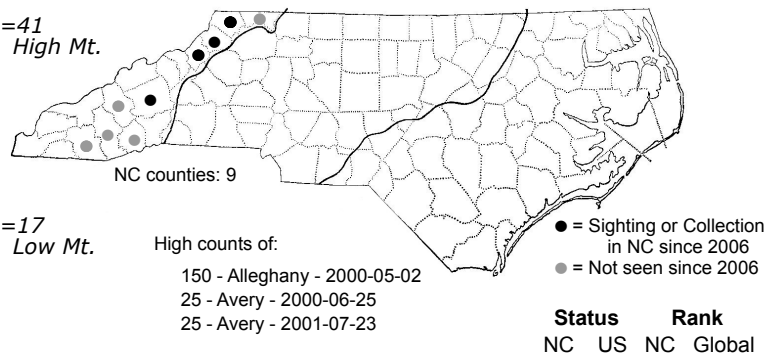 =41
High Mt.
NC counties: 9
=17
Low Mt.
High counts of:
150 - Alleghany - 2000-05-02
25 - Avery - 2000-06-25
25 - Avery - 2001-07-23
● = Sighting or Collection
in NC since 2006
● = Not seen since 2006
Status Rank
NC US NC Global